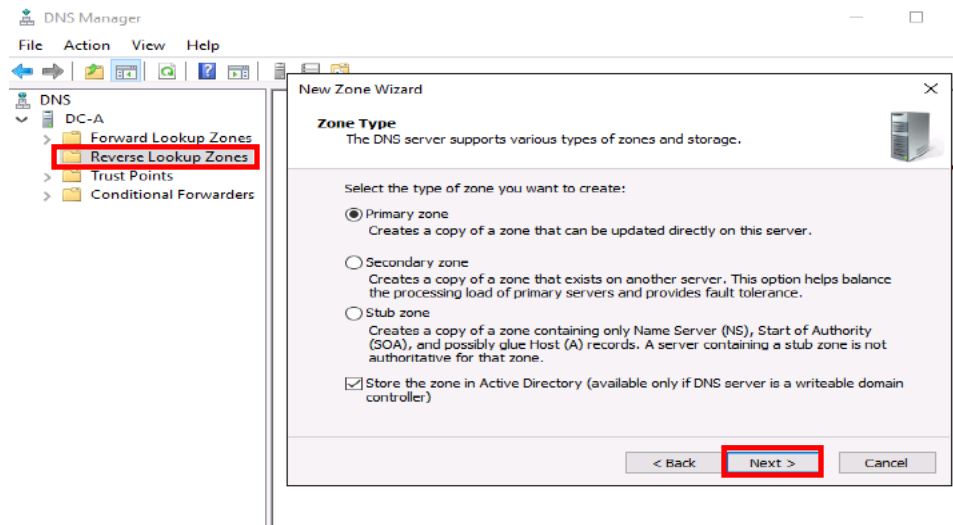 DNS Manager
File Action View Help
DNS
DC-A
Forward Lookup Zones
Reverse Lookup Zones
Trust Points
Conditional Forwarders
New Zone Wizard
Zone Type
The DNS server supports various types of zones and storage.
Select the type of zone you want to create:
Primary zone
Creates a copy of a zone that can be updated directly on this server.
Secondary zone
Creates a copy of a zone that exists on another server. This option helps balance
the processing load of primary servers and provides fault tolerance.
Stub zone
Creates a copy of a zone containing only Name Server (NS), Start of Authority
(SOA), and possibly glue Host (A) records. A server containing a stub zone is not
authoritative for that zone.
Store the zone in Active Directory (available only if DNS server is a writeable domain
controller)
< Back Next > Cancel